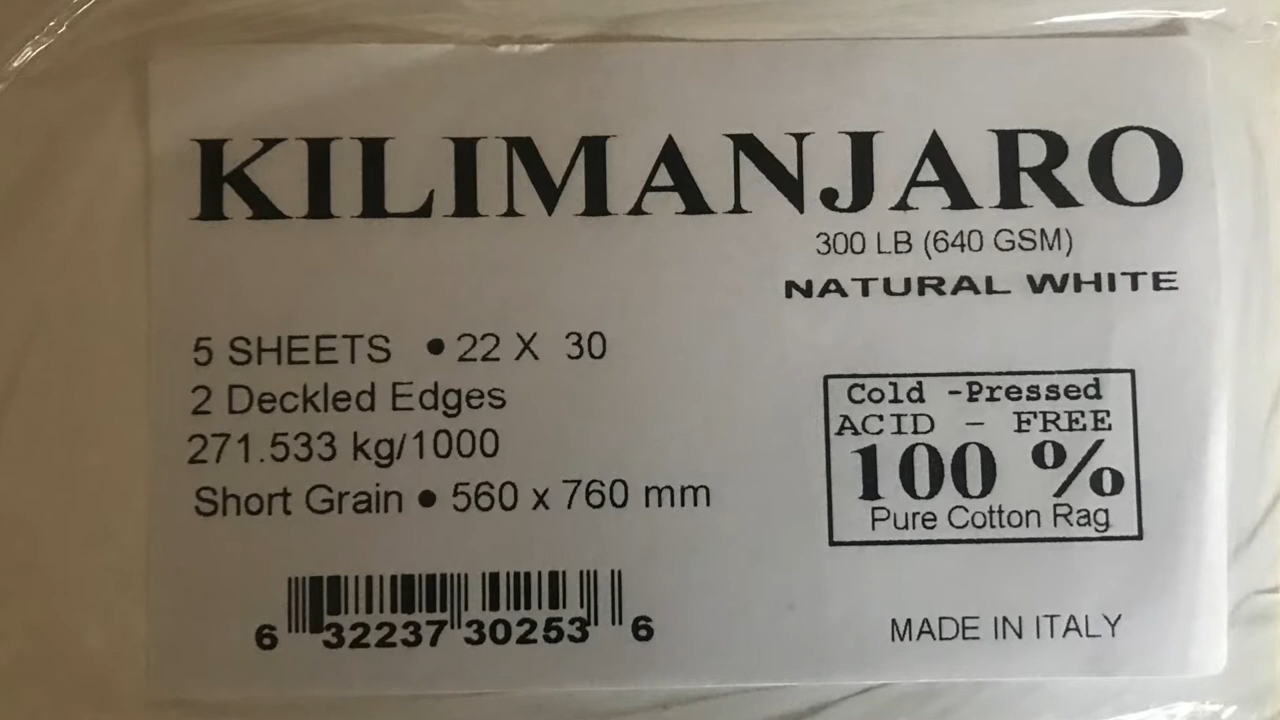 KILIMANJARO
300 LB (640 GSM)
NATURAL WHITE
5 SHEETS • 22 X 30
2 Deckled Edges
271.533 kg/1000
Short Grain • 560 x 760 mm
Cold -Pressed
ACID - FREE
100 %
Pure Cotton Rag
6 32237 30253 6
MADE IN ITALY